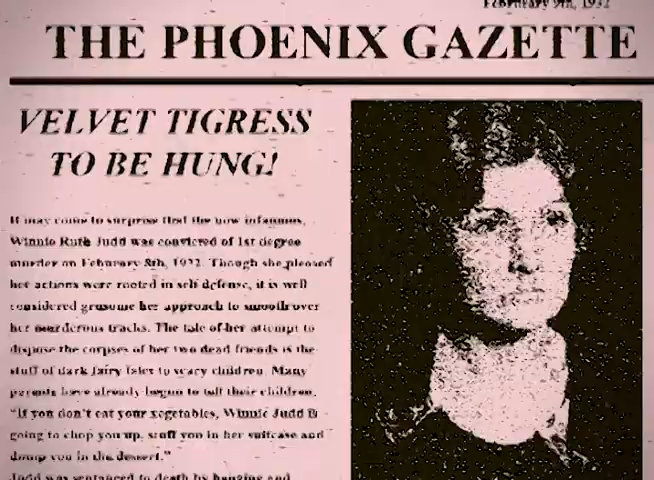 February 9th, 1932
THE PHOENIX GAZETTE
VELVET TIGRESS
TO BE HUNG!
It may come to surprise that the now infamous,
Winnie Ruth Judd was convicted of 1st degree
murder on February 8th, 1932. Though she pleaed
her actions were rooted in self defense, it is well
considered grusome her approach to smooth over
her murderous tracks. The tale of her attempt to
dispose the corpses of her two dead friends is the
stuff of dark fairy tales to scary children. Many
parents have already begun to tell their children,
"If you don't eat your vegetables, Winnie Judd is
going to chop you up, stuff you in her suitcase and
dump you in the dessert."
Judd was sentanced to death by hanging and